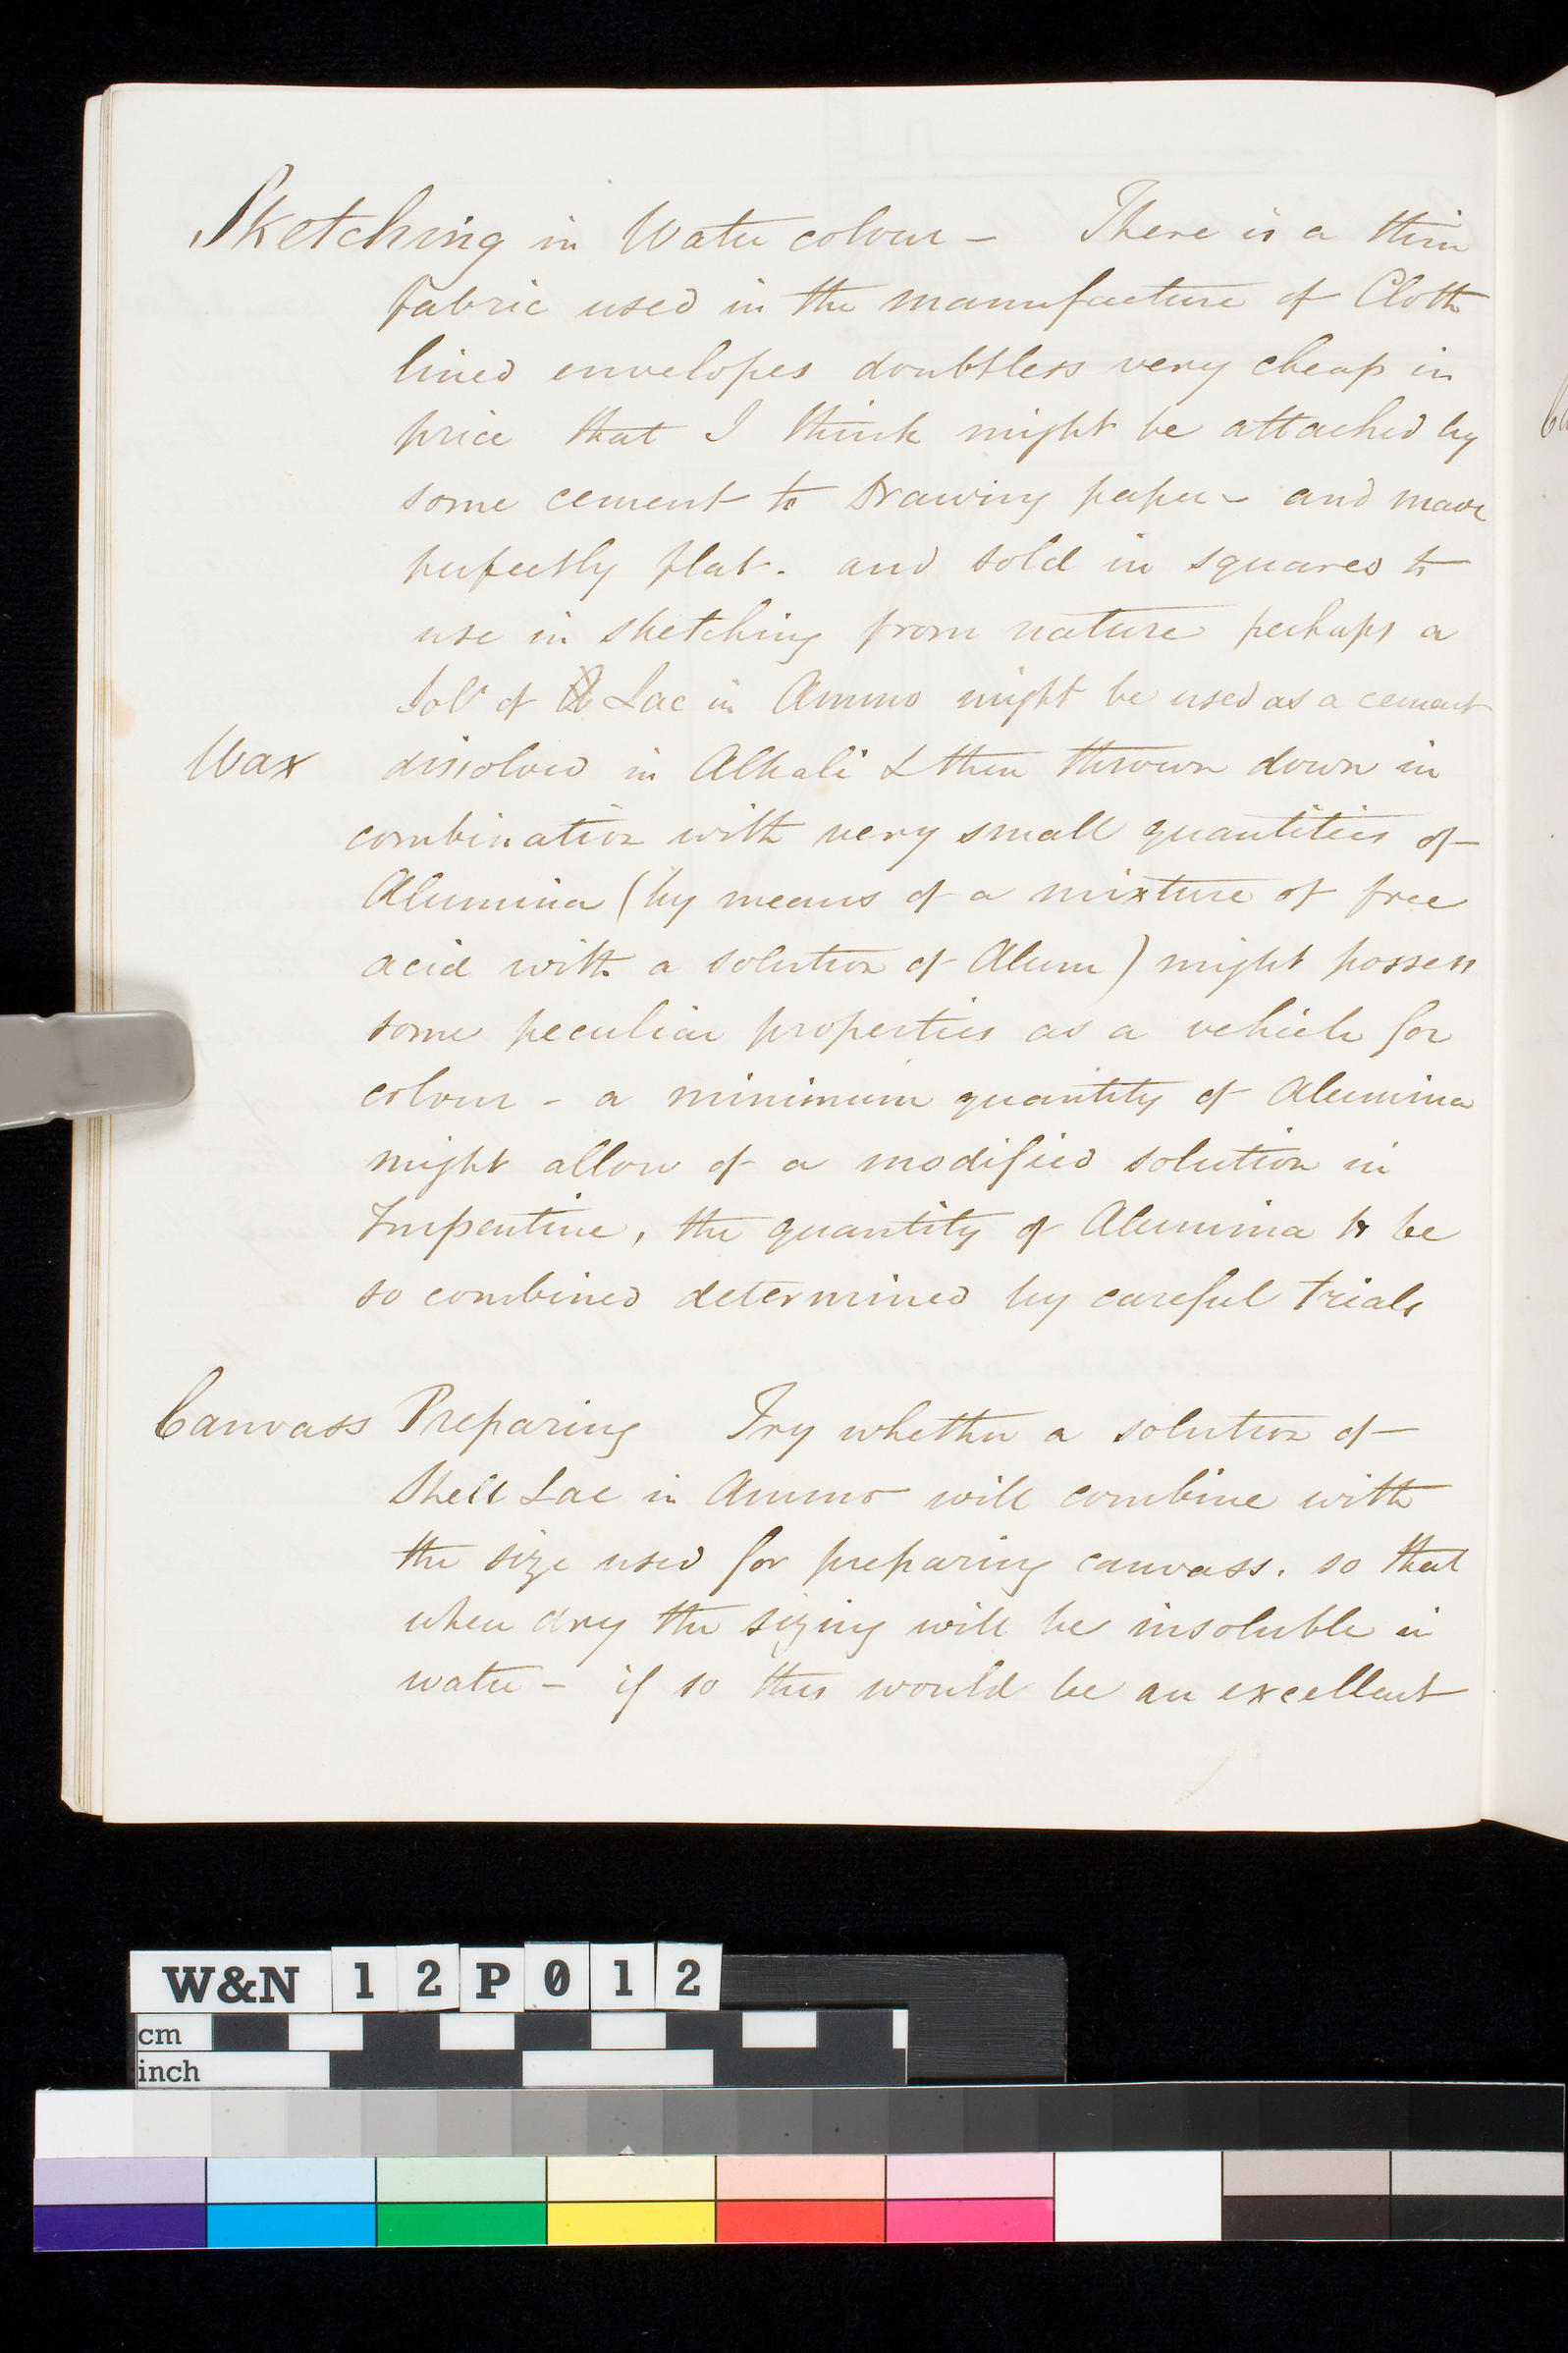 Sketching in Water colour – There is a thin
fabric used in the manufacture of Cloth
lined envelopes doubtless very cheap in
price that I think might be attached by
some cement to Drawing paper – and made
perfectly flat. and sold in squares to
use in sketching from nature perhaps a
Solⁿ of Lac in Ammo might be used as a cement
Wax dissolved in Alkali & then thrown down in
combination with very small quantities of
Alumina (by means of a mixture of free
acid with a solution of Alum) might possess
some peculiar properties as a vehicle for
colour – a minimum quantity of Alumina
might allow of a modified solution in
Turpentine, the quantity of Alumina to be
so combined determined by careful trials
Canvass Preparing Try whether a solution of
Shell Lac in Ammo will combine with
the size used for preparing canvass. so that
when dry the sizing will be insoluble in
water – if so this would be an excellent
W&N 12P012
cm
inch